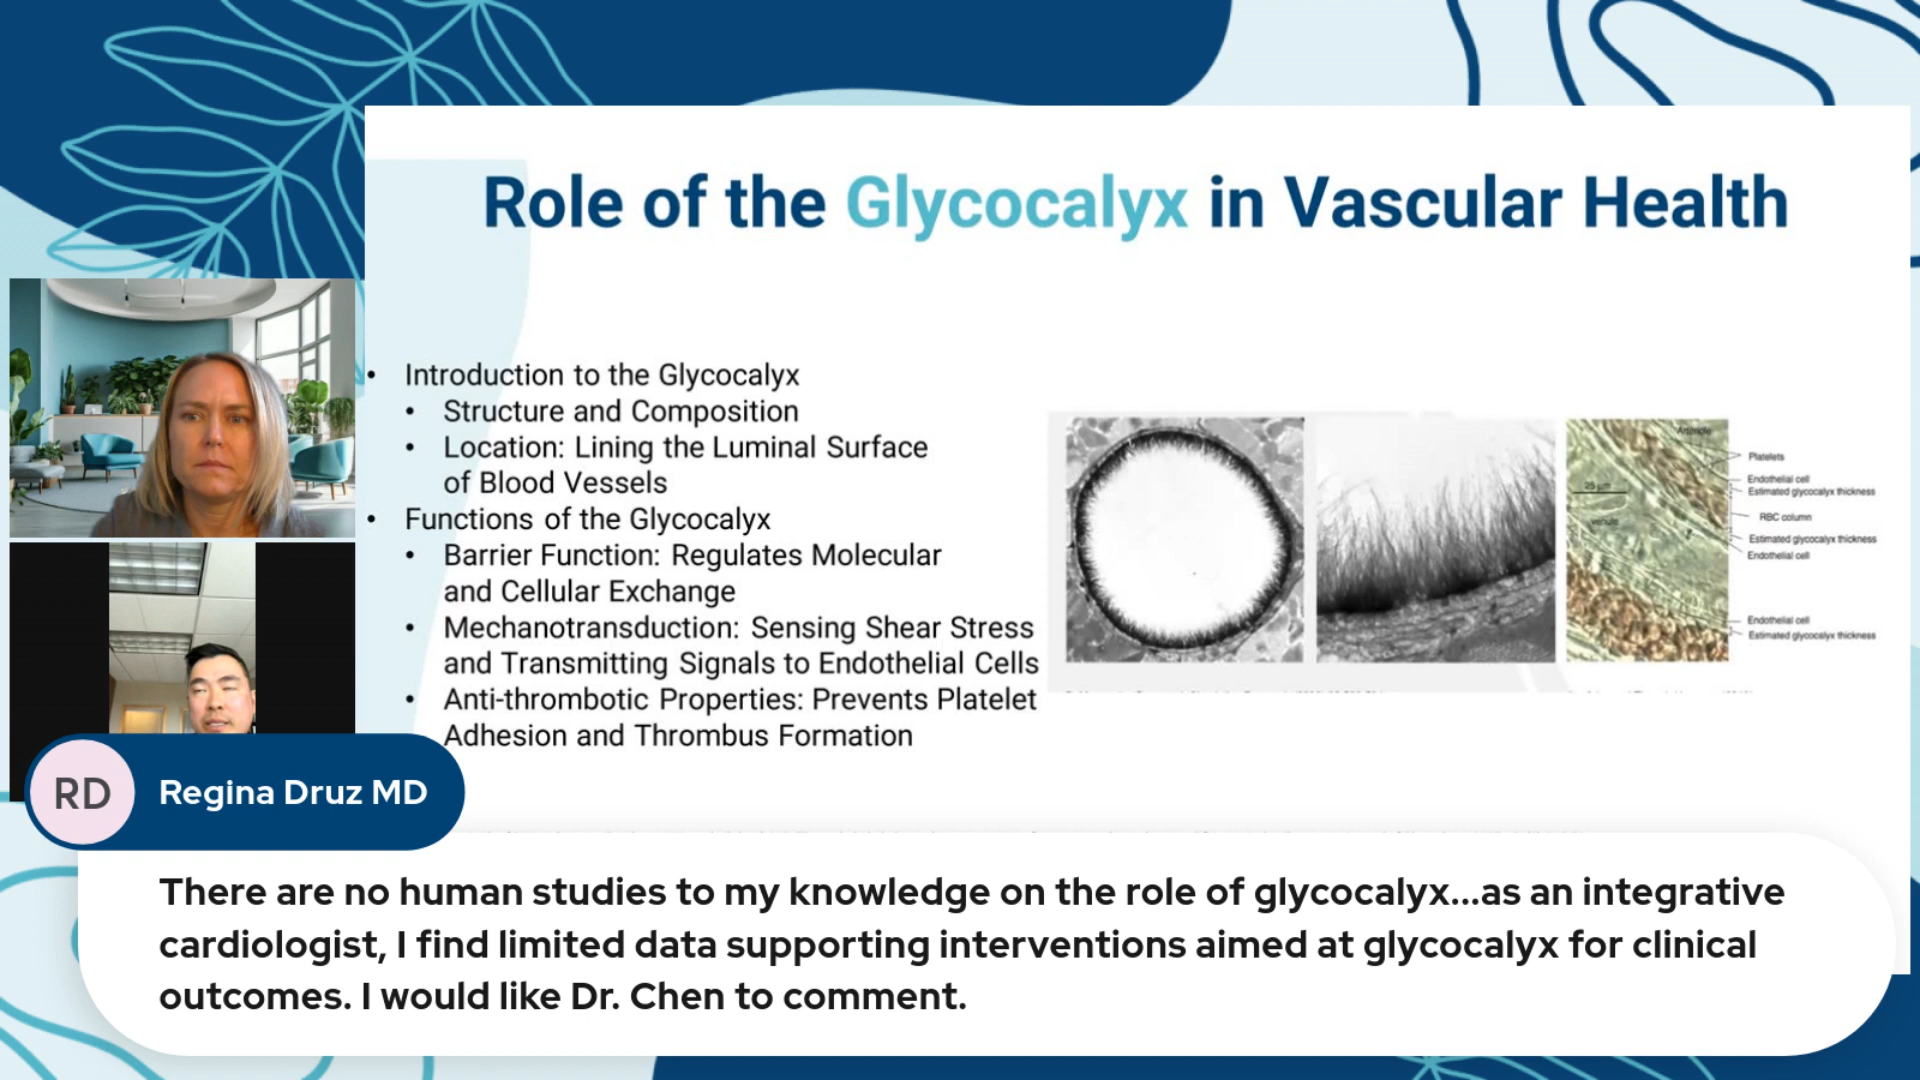 Role of the Glycocalyx in Vascular Health
• Introduction to the Glycocalyx
• Structure and Composition
• Location: Lining the Luminal Surface
of Blood Vessels
• Functions of the Glycocalyx
• Barrier Function: Regulates Molecular
and Cellular Exchange
• Mechanotransduction: Sensing Shear Stress
and Transmitting Signals to Endothelial Cells
• Anti-thrombotic Properties: Prevents Platelet
Adhesion and Thrombus Formation
Arteriole
25 µm
venule
Platelets
Endothelial cell
Estimated glycocalyx thickness
RBC column
Estimated glycocalyx thickness
Endothelial cell
Endothelial cell
Estimated glycocalyx thickness
RD
Regina Druz MD
There are no human studies to my knowledge on the role of glycocalyx...as an integrative
cardiologist, I find limited data supporting interventions aimed at glycocalyx for clinical
outcomes. I would like Dr. Chen to comment.